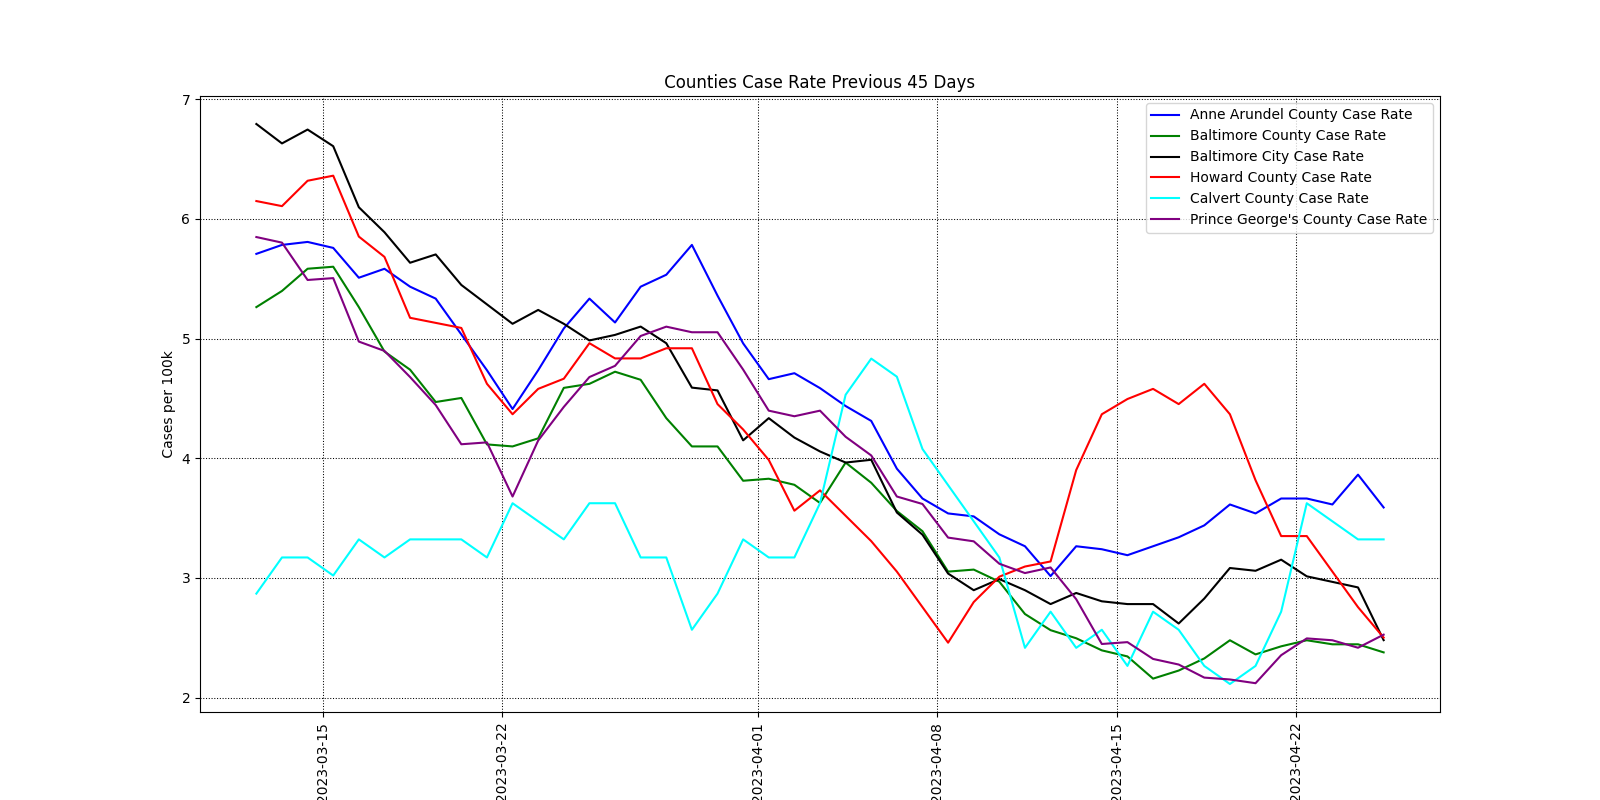 Counties Case Rate Previous 45 Days
Cases per 100k
7
6
5
4
3
2
Anne Arundel County Case Rate
Baltimore County Case Rate
Baltimore City Case Rate
Howard County Case Rate
Calvert County Case Rate
Prince George's County Case Rate
2023-03-15
2023-03-22
2023-04-01
2023-04-08
2023-04-15
2023-04-22